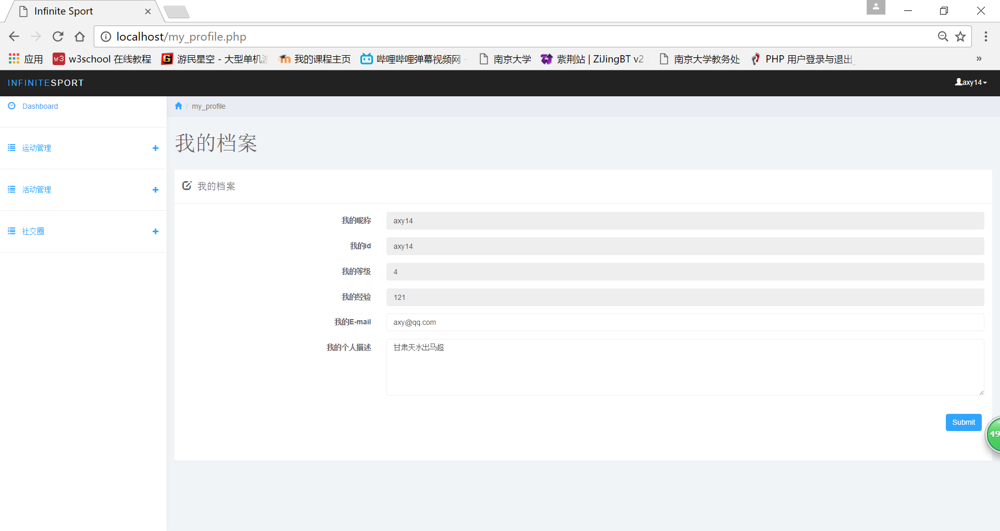 Infinite Sport
localhost/my_profile.php
应用 w3school 在线教程 游民星空 - 大型单机游 我的课程主页 哔哩哔哩弹幕视频网 - 南京大学 紫荆站 | ZiJingBT v2 南京大学教务处 PHP 用户登录与退出_ »
INFINITESPORT axy14
Dashboard
/ my_profile
运动管理
活动管理
社交圈
我的档案
我的档案
我的昵称 axy14
我的id axy14
我的等级 4
我的经验 121
我的E-mail axy@qq.com
我的个人描述 甘肃天水出马超
Submit
49